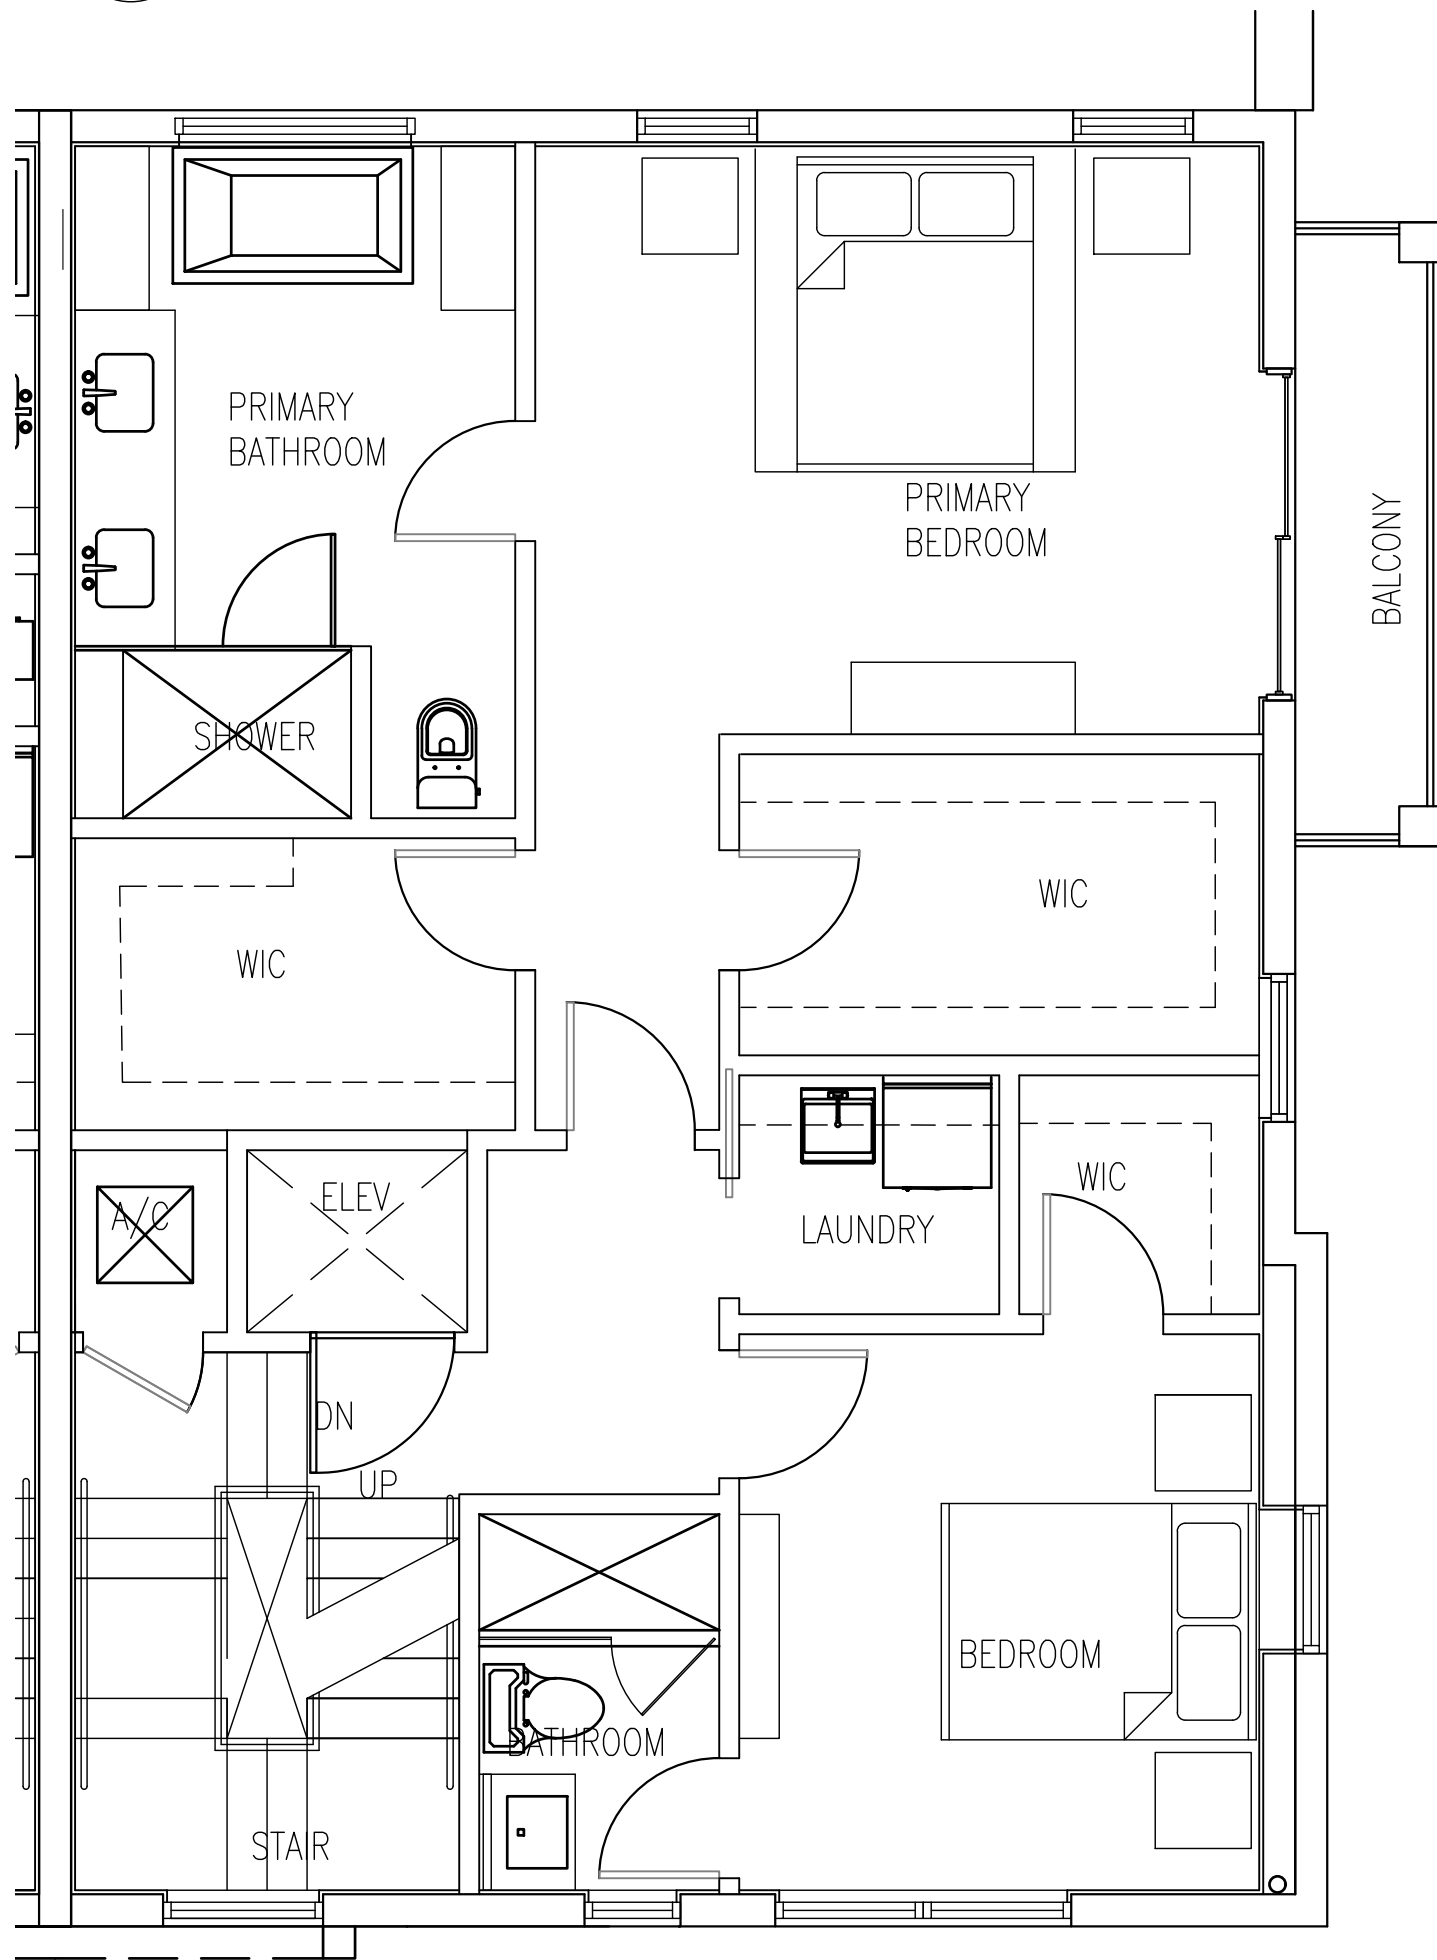 PRIMARY
BATHROOM
PRIMARY
BEDROOM
BALCONY
SHOWER
WIC
WIC
WIC
A/C
ELEV
LAUNDRY
DN
UP
BEDROOM
BATHROOM
STAIR